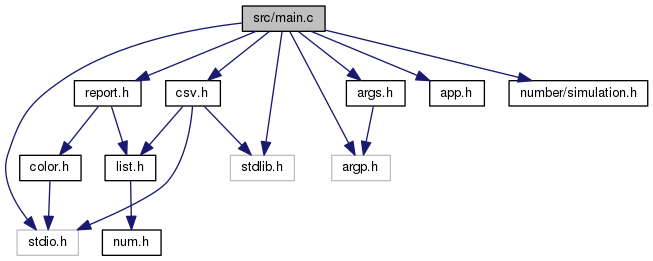 src/main.c
report.h
csv.h
args.h
app.h
number/simulation.h
color.h
list.h
stdlib.h
argp.h
stdio.h
num.h